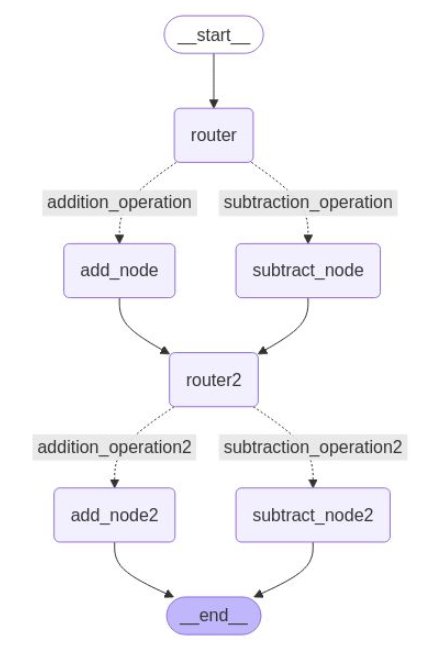 __start__
router
addition_operation
subtraction_operation
add_node
subtract_node
router2
addition_operation2
subtraction_operation2
add_node2
subtract_node2
__end__